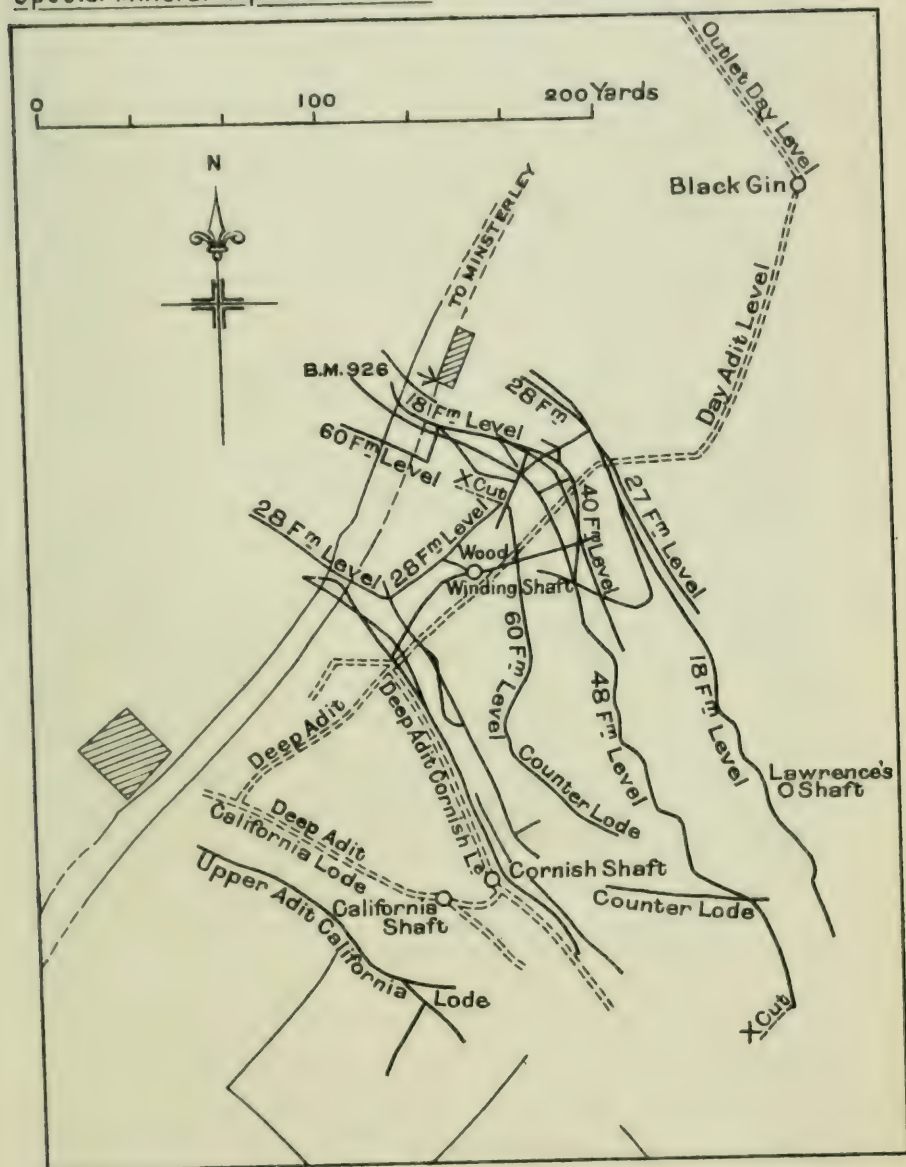 Special Mineral
Outlet Day Level
0 100 200 Yards
N
Black Gin
TO MINSTERLEY
Day Adit Level
B.M. 926
28 Fm
18 Fm Level
60 Fm Level
X Cut
40 Fm Level
27 Fm Level
28 Fm Level
28 Fm Level
Wood
Winding Shaft
60 Fm Level
48 Fm Level
18 Fm Level
Deep Adit
Deep Adit Cornish Le
Lawrence's
Shaft
Counter Lode
Deep Adit
California Lode
Cornish Shaft
California
Shaft
Counter Lode
Upper Adit California
Lode
X Cut